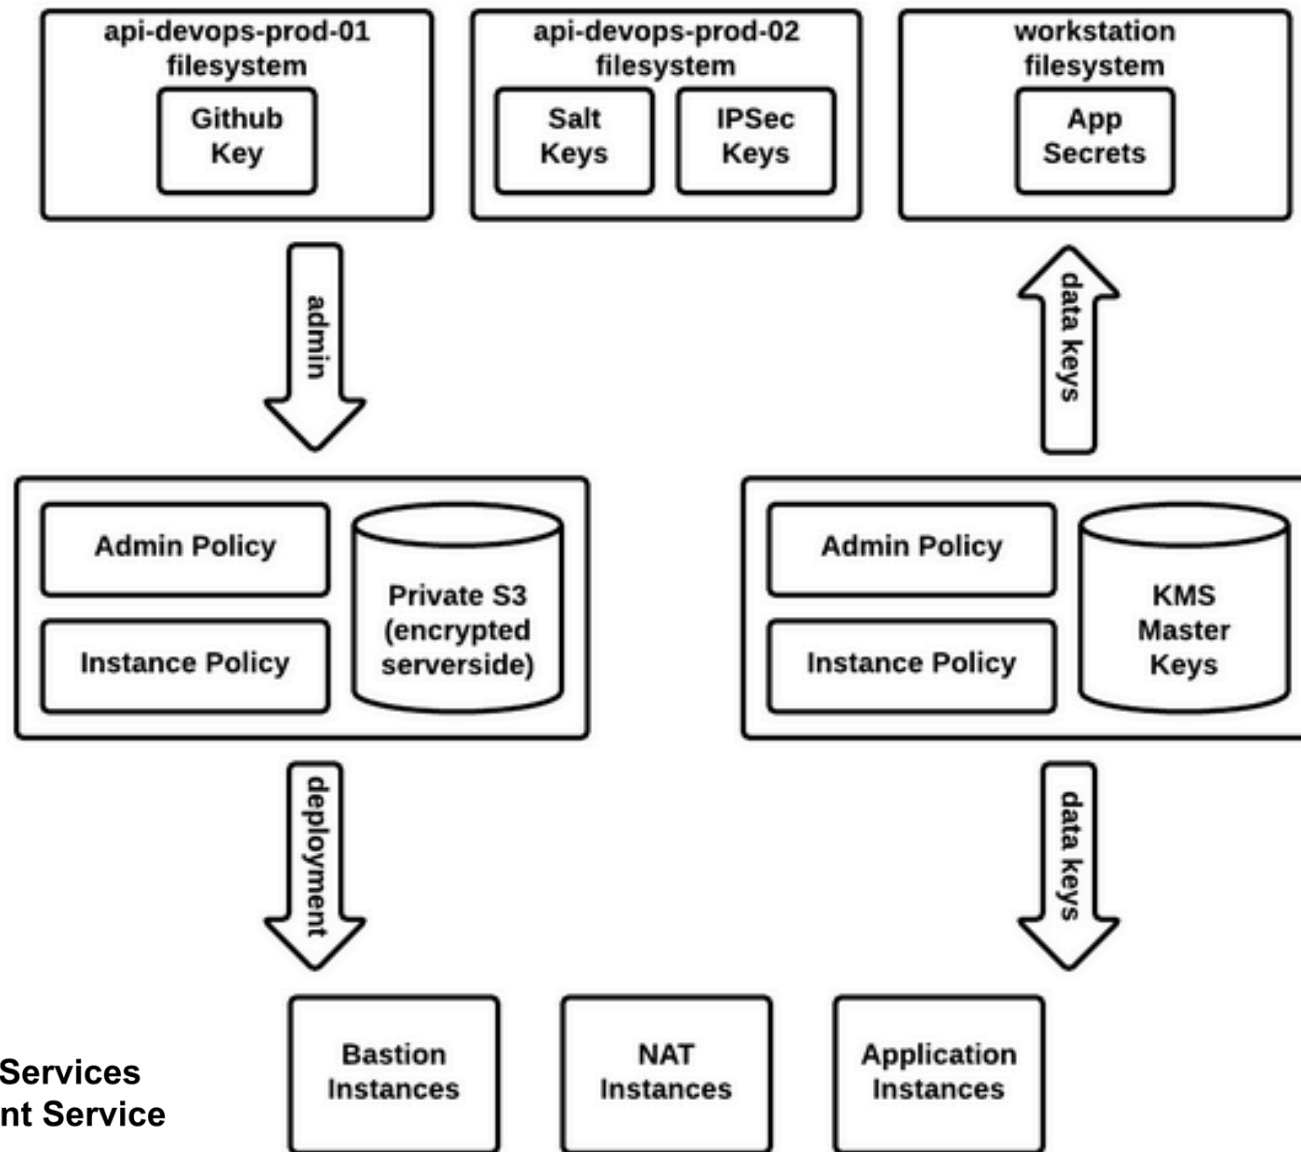 api-devops-prod-01
filesystem
Github
Key
api-devops-prod-02
filesystem
Salt
Keys
IPSec
Keys
workstation
filesystem
App
Secrets
admin
data keys
Admin Policy
Instance Policy
Private S3
(encrypted
serverside)
Admin Policy
Instance Policy
KMS
Master
Keys
deployment
data keys
Bastion
Instances
NAT
Instances
Application
Instances
Services
nt Service